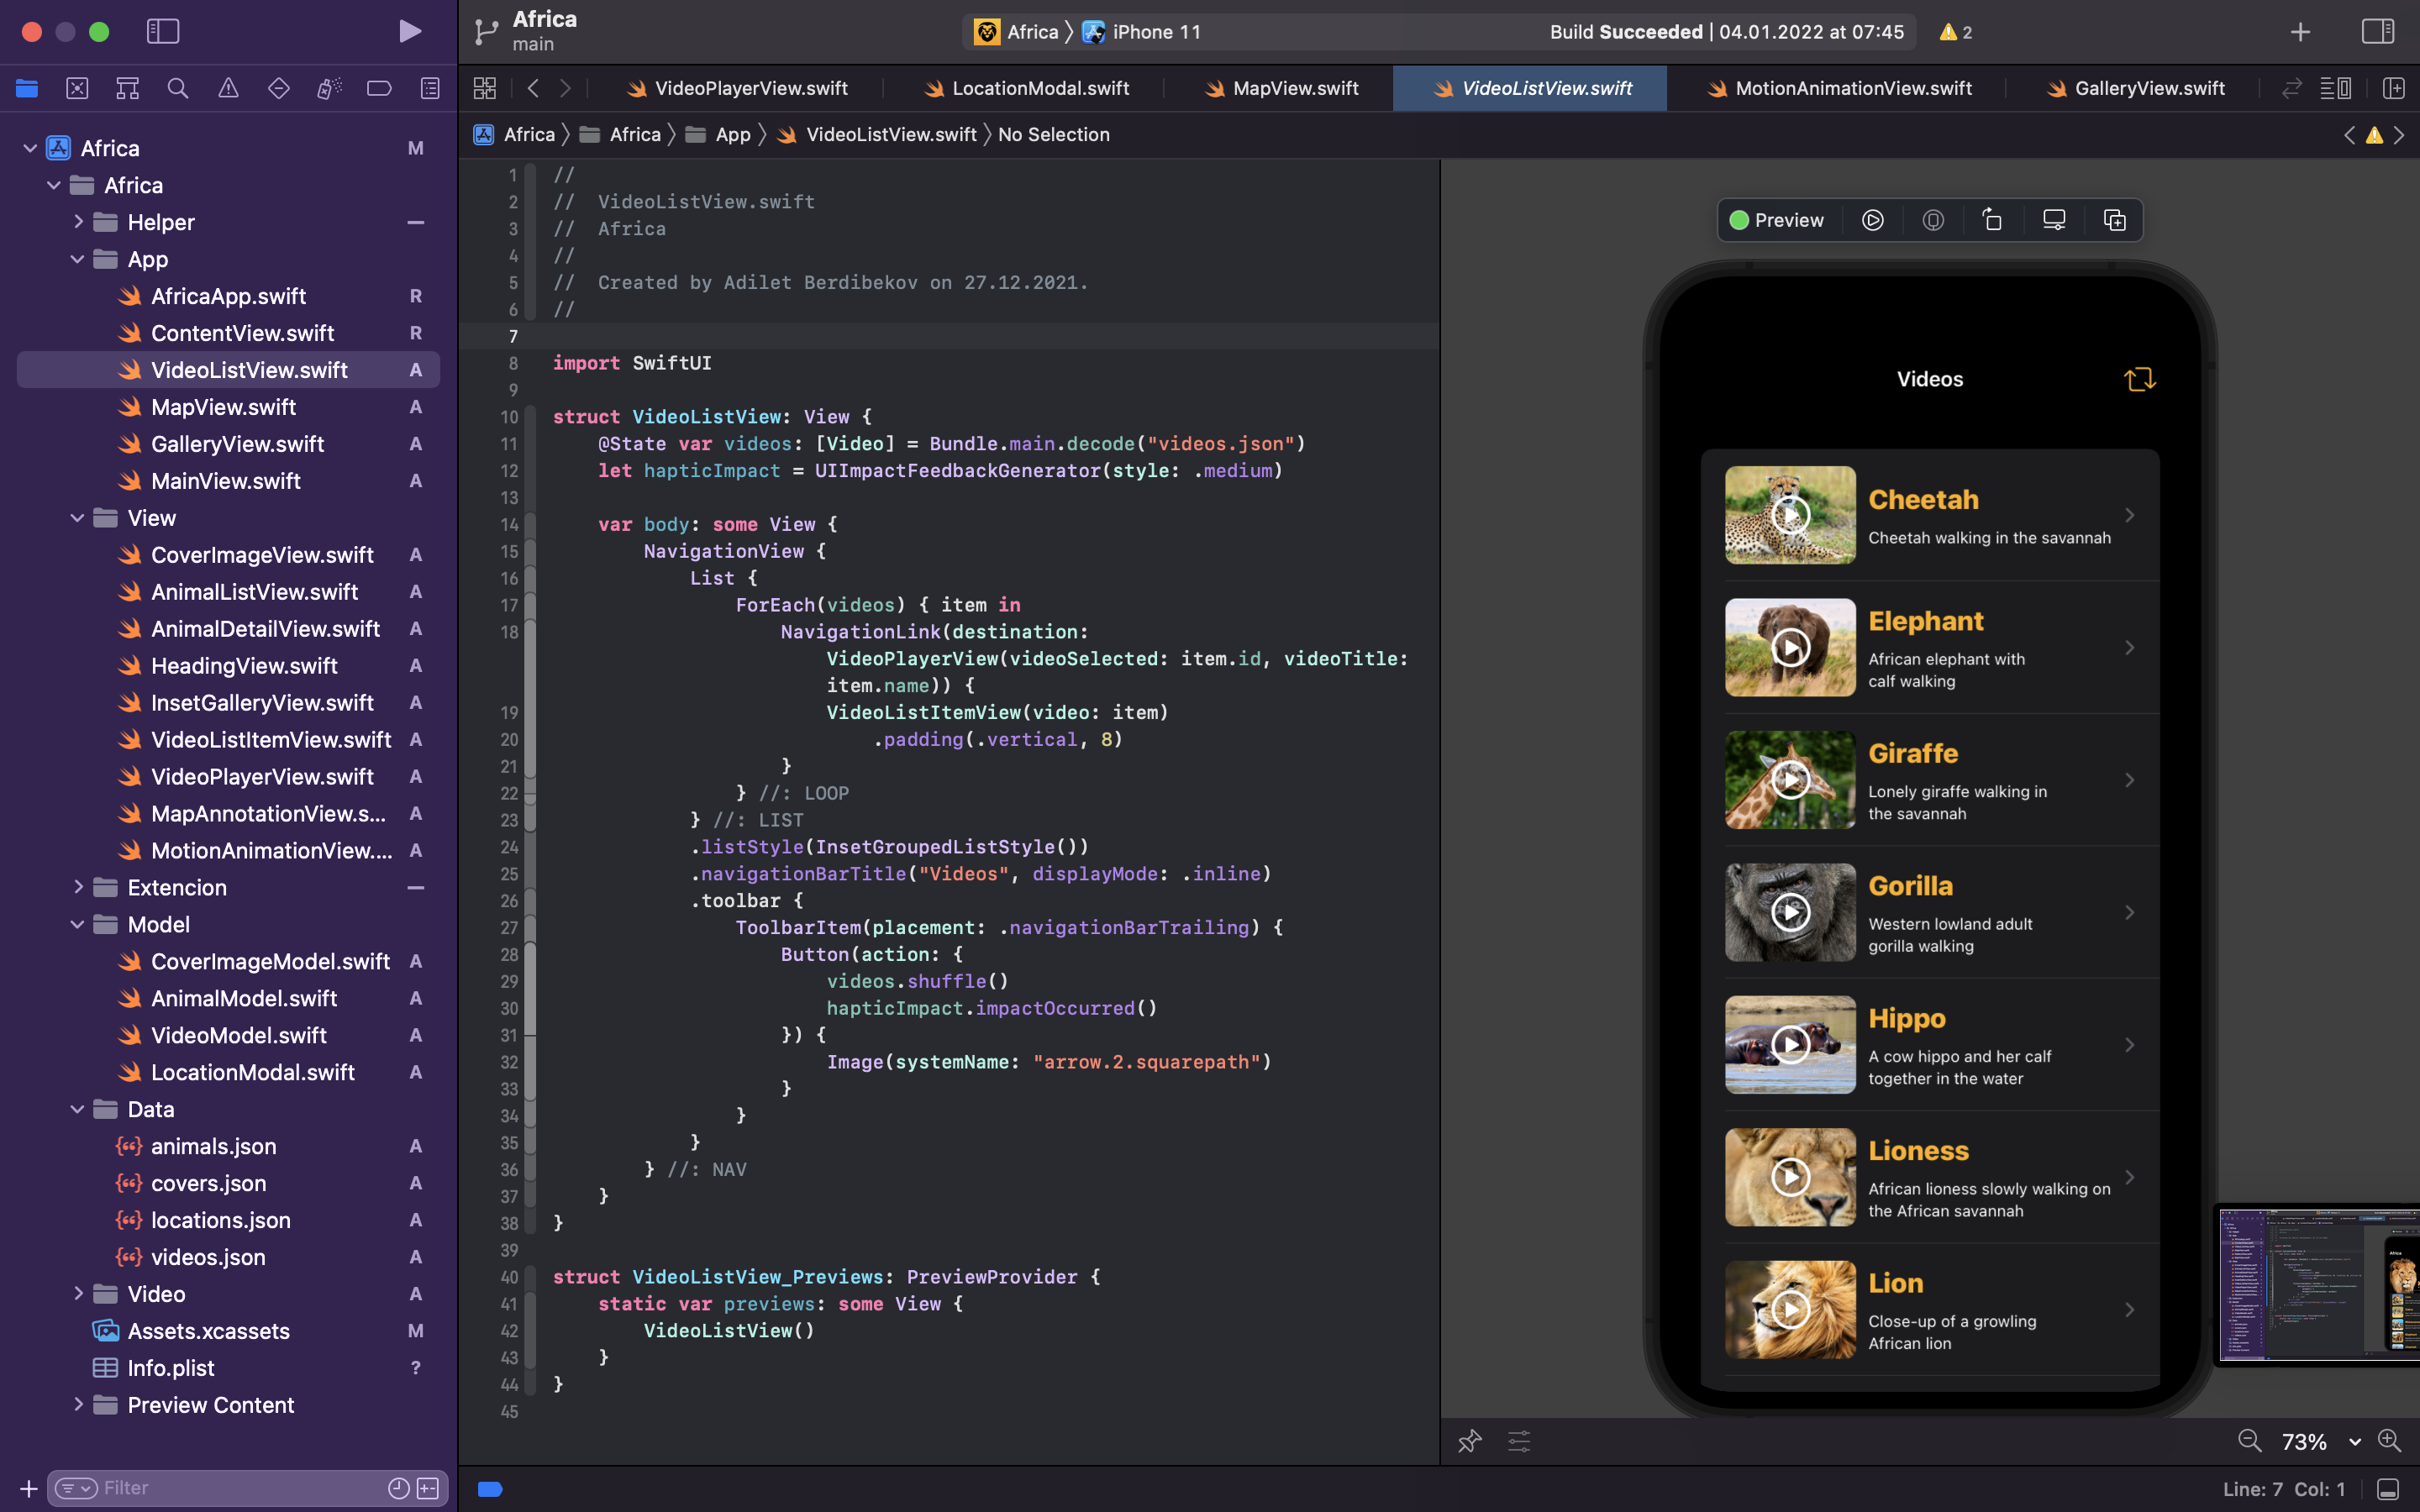 Africa
main
Africa 〉 iPhone 11
Build Succeeded | 04.01.2022 at 07:45
2
VideoPlayerView.swift
LocationModal.swift
MapView.swift
VideoListView.swift
MotionAnimationView.swift
GalleryView.swift
Africa 〉 Africa 〉 App 〉 VideoListView.swift 〉 No Selection
Africa M
Africa
Helper
App
AfricaApp.swift R
ContentView.swift R
VideoListView.swift A
MapView.swift A
GalleryView.swift A
MainView.swift A
View
CoverImageView.swift A
AnimalListView.swift A
AnimalDetailView.swift A
HeadingView.swift A
InsetGalleryView.swift A
VideoListItemView.swift A
VideoPlayerView.swift A
MapAnnotationView.s... A
MotionAnimationView.... A
Extencion
Model
CoverImageModel.swift A
AnimalModel.swift A
VideoModel.swift A
LocationModal.swift A
Data
animals.json A
covers.json A
locations.json A
videos.json A
Video A
Assets.xcassets M
Info.plist ?
Preview Content
Filter
1 //
2 //  VideoListView.swift
3 //  Africa
4 //
5 //  Created by Adilet Berdibekov on 27.12.2021.
6 //
7
8 import SwiftUI
9
10 struct VideoListView: View {
11     @State var videos: [Video] = Bundle.main.decode("videos.json")
12     let hapticImpact = UIImpactFeedbackGenerator(style: .medium)
13
14     var body: some View {
15         NavigationView {
16             List {
17                 ForEach(videos) { item in
18                     NavigationLink(destination:
                        VideoPlayerView(videoSelected: item.id, videoTitle:
                        item.name)) {
19                         VideoListItemView(video: item)
20                             .padding(.vertical, 8)
21                     }
22                 } //: LOOP
23             } //: LIST
24             .listStyle(InsetGroupedListStyle())
25             .navigationBarTitle("Videos", displayMode: .inline)
26             .toolbar {
27                 ToolbarItem(placement: .navigationBarTrailing) {
28                     Button(action: {
29                         videos.shuffle()
30                         hapticImpact.impactOccurred()
31                     }) {
32                         Image(systemName: "arrow.2.squarepath")
33                     }
34                 }
35             }
36         } //: NAV
37     }
38 }
39
40 struct VideoListView_Previews: PreviewProvider {
41     static var previews: some View {
42         VideoListView()
43     }
44 }
45
Preview
Videos
Cheetah
Cheetah walking in the savannah
Elephant
African elephant with
calf walking
Giraffe
Lonely giraffe walking in
the savannah
Gorilla
Western lowland adult
gorilla walking
Hippo
A cow hippo and her calf
together in the water
Lioness
African lioness slowly walking on
the African savannah
Lion
Close-up of a growling
African lion
73%
Line: 7 Col: 1